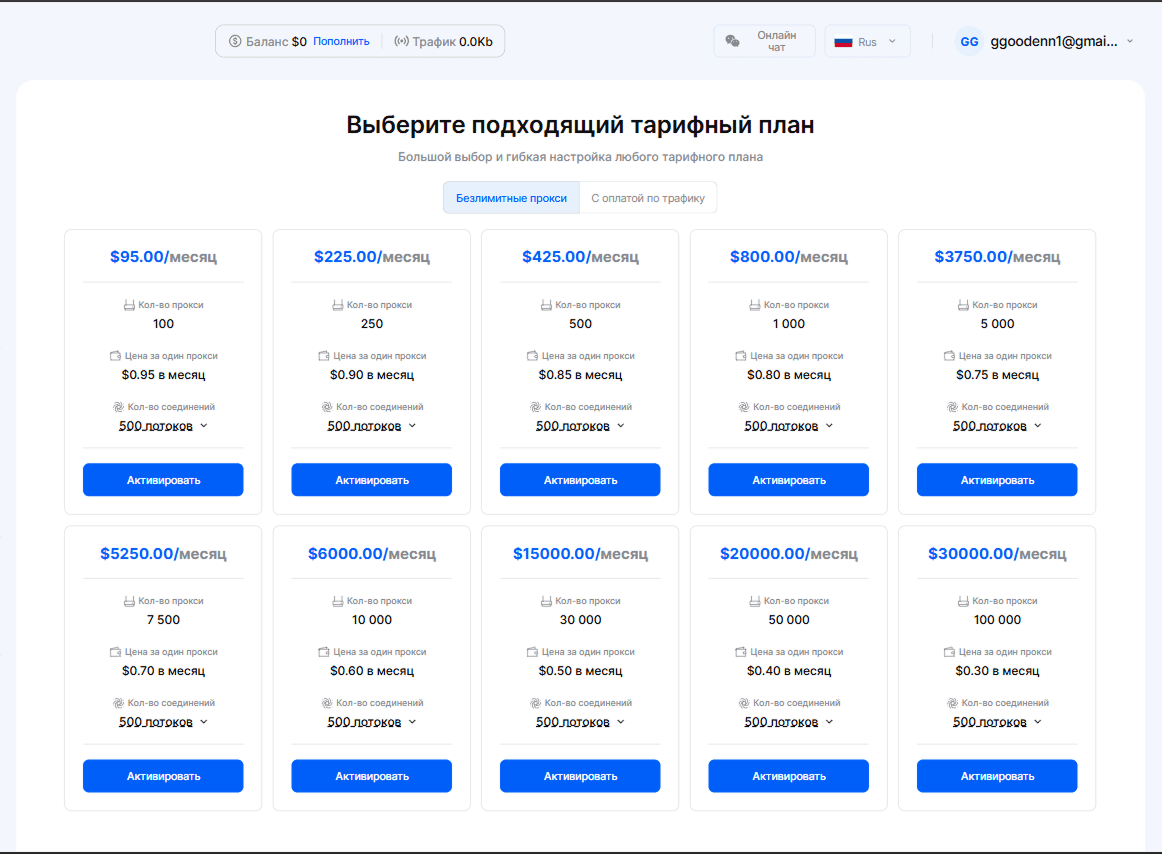 Баланс $0 Пополнить Трафик 0.0Kb
Онлайн
чат
Rus
GG ggoodenn1@gmai...
Выберите подходящий тарифный план
Большой выбор и гибкая настройка любого тарифного плана
Безлимитные прокси С оплатой по трафику
$95.00/месяц $225.00/месяц $425.00/месяц $800.00/месяц $3750.00/месяц
Кол-во прокси Кол-во прокси Кол-во прокси Кол-во прокси Кол-во прокси
100 250 500 1 000 5 000
Цена за один прокси Цена за один прокси Цена за один прокси Цена за один прокси Цена за один прокси
$0.95 в месяц $0.90 в месяц $0.85 в месяц $0.80 в месяц $0.75 в месяц
Кол-во соединений Кол-во соединений Кол-во соединений Кол-во соединений Кол-во соединений
500 потоков 500 потоков 500 потоков 500 потоков 500 потоков
Активировать Активировать Активировать Активировать Активировать
$5250.00/месяц $6000.00/месяц $15000.00/месяц $20000.00/месяц $30000.00/месяц
Кол-во прокси Кол-во прокси Кол-во прокси Кол-во прокси Кол-во прокси
7 500 10 000 30 000 50 000 100 000
Цена за один прокси Цена за один прокси Цена за один прокси Цена за один прокси Цена за один прокси
$0.70 в месяц $0.60 в месяц $0.50 в месяц $0.40 в месяц $0.30 в месяц
Кол-во соединений Кол-во соединений Кол-во соединений Кол-во соединений Кол-во соединений
500 потоков 500 потоков 500 потоков 500 потоков 500 потоков
Активировать Активировать Активировать Активировать Активировать